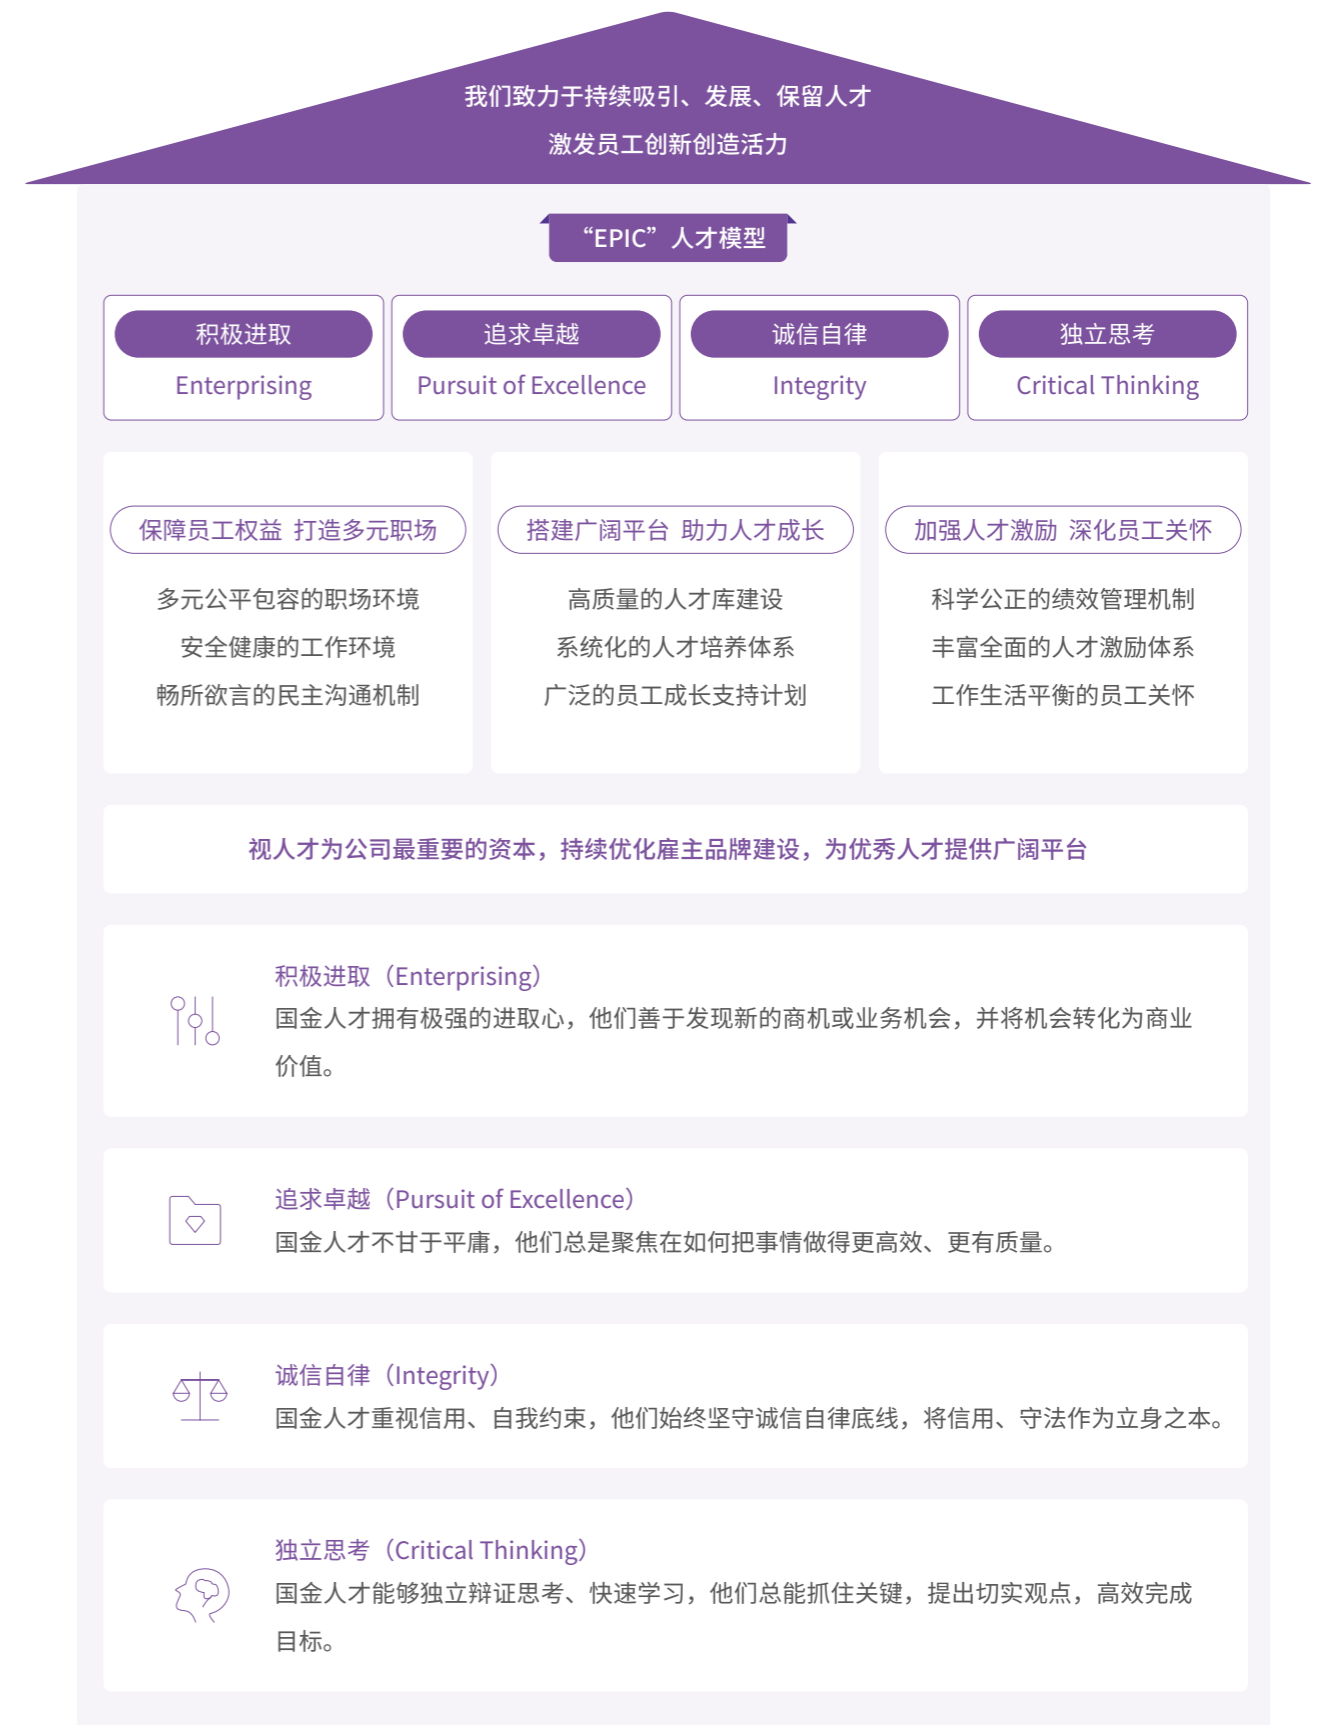 我们致力于持续吸引、发展、保留人才
激发员工创新创造活力
“EPIC”人才模型
积极进取
Enterprising
追求卓越
Pursuit of Excellence
诚信自律
Integrity
独立思考
Critical Thinking
保障员工权益 打造多元职场
多元公平包容的职场环境
安全健康的工作环境
畅所欲言的民主沟通机制
搭建广阔平台 助力人才成长
高质量的人才库建设
系统化的人才培养体系
广泛的员工成长支持计划
加强人才激励 深化员工关怀
科学公正的绩效管理机制
丰富全面的人才激励体系
工作生活平衡的员工关怀
视人才为公司最重要的资本，持续优化雇主品牌建设，为优秀人才提供广阔平台
积极进取（Enterprising）
国金人才拥有极强的进取心，他们善于发现新的商机或业务机会，并将机会转化为商业
价值。
追求卓越（Pursuit of Excellence）
国金人才不甘于平庸，他们总是聚焦在如何把事情做得更高效、更有质量。
诚信自律（Integrity）
国金人才重视信用、自我约束，他们始终坚守诚信自律底线，将信用、守法作为立身之本。
独立思考（Critical Thinking）
国金人才能够独立辩证思考、快速学习，他们总能抓住关键，提出切实观点，高效完成
目标。